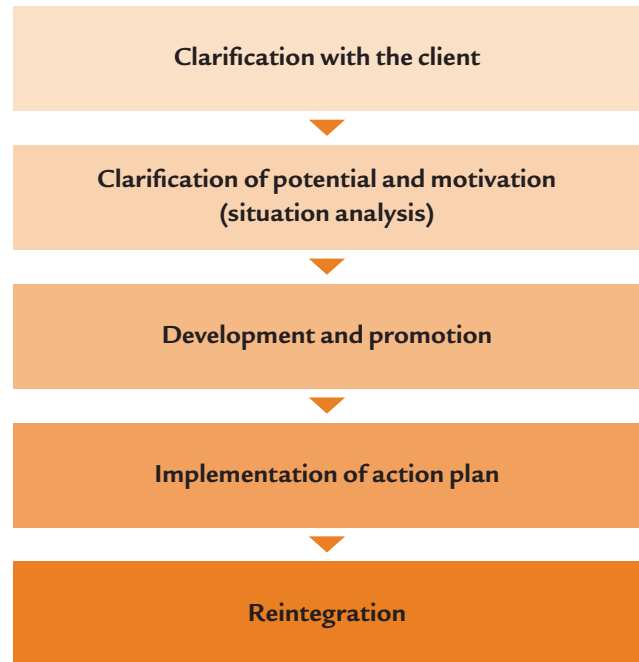 Clarification with the client
Clarification of potential and motivation
(situation analysis)
Development and promotion
Implementation of action plan
Reintegration